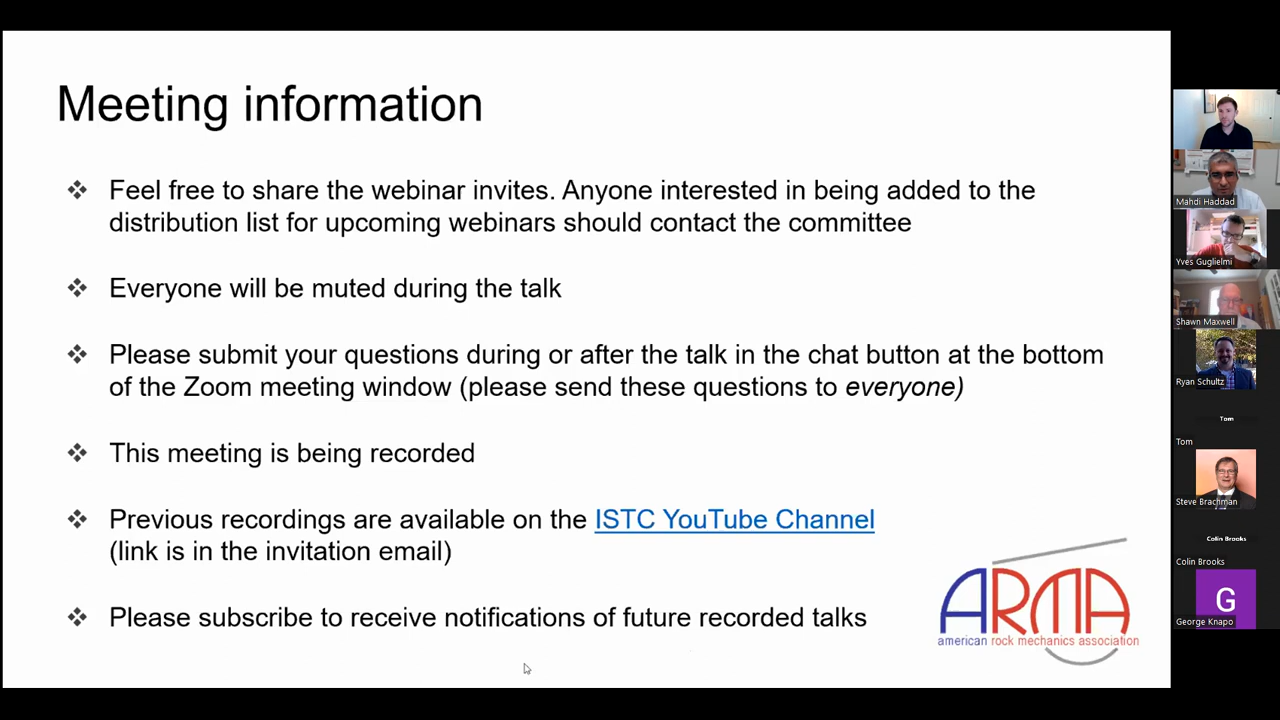 Meeting information
Feel free to share the webinar invites. Anyone interested in being added to the
distribution list for upcoming webinars should contact the committee
Everyone will be muted during the talk
Please submit your questions during or after the talk in the chat button at the bottom
of the Zoom meeting window (please send these questions to everyone)
This meeting is being recorded
Previous recordings are available on the ISTC YouTube Channel
(link is in the invitation email)
Please subscribe to receive notifications of future recorded talks
ARMA
american rock mechanics association
Mahdi Haddad
Yves Guglielmi
Shawn Maxwell
Ryan Schultz
Tom
Tom
Steve Brachman
Colin Brooks
Colin Brooks
G
George Knapo